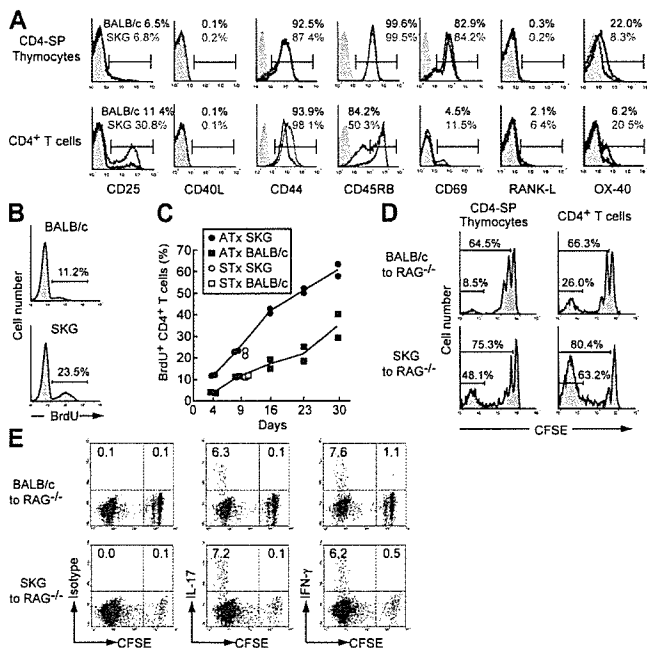 A
CD4-SP
Thymocytes
BALB/c 6.5%
SKG 6.8%
0.1%
0.2%
92.5%
87.4%
99.6%
99.5%
82.9%
84.2%
0.3%
0.2%
22.0%
8.3%
CD4+ T cells
BALB/c 11.4%
SKG 30.8%
0.1%
0.1%
93.9%
98.1%
84.2%
50.3%
4.5%
11.5%
2.1%
6.4%
6.2%
20.5%
CD25 CD40L CD44 CD45RB CD69 RANK-L OX-40
B
BALB/c
11.2%
SKG
23.5%
Cell number
BrdU
C
ATx SKG
ATx BALB/c
STx SKG
STx BALB/c
BrdU+ CD4+ T cells (%)
70
60
50
40
30
20
10
0
3 4 8 9 10 16 23 30
Days
D
CD4-SP
Thymocytes
CD4+ T cells
BALB/c
to RAG-/-
64.5%
8.5%
66.3%
26.0%
SKG
to RAG-/-
75.3%
48.1%
80.4%
63.2%
Cell number
CFSE
E
BALB/c
to RAG-/-
0.1 0.1
6.3 0.1
7.6 1.1
SKG
to RAG-/-
0.0 0.1
7.2 0.1
6.2 0.5
Isotype
IL-17
IFN-γ
CFSE
CFSE
CFSE